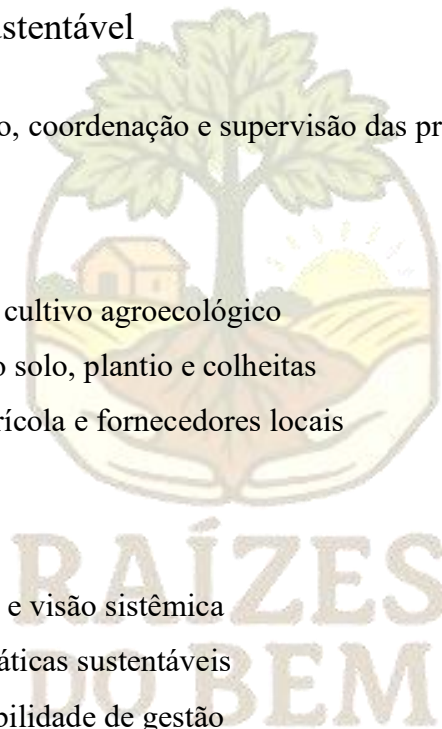 ustentável
o, coordenação e supervisão das pr
cultivo agroecológico
o solo, plantio e colheitas
rícola e fornecedores locais
e visão sistêmica
áticas sustentáveis
bilidade de gestão
RAÍZES
DO BEM